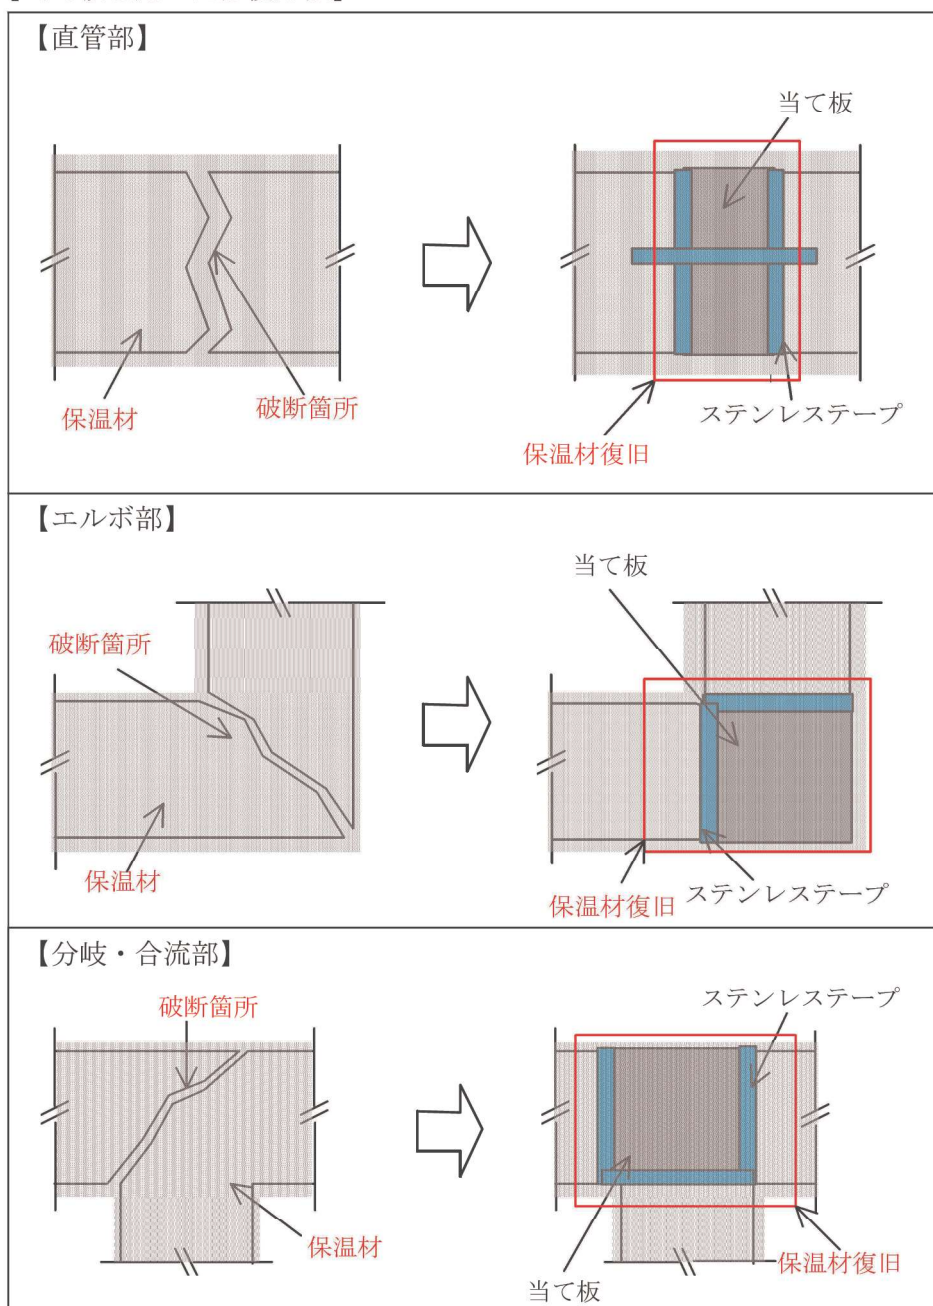 【直管部】
当て板
保温材
破断箇所
ステンレステープ
保温材復旧
【エルボ部】
当て板
破断箇所
保温材
保温材復旧
ステンレステープ
【分岐・合流部】
破断箇所
ステンレステープ
保温材
保温材復旧
当て板